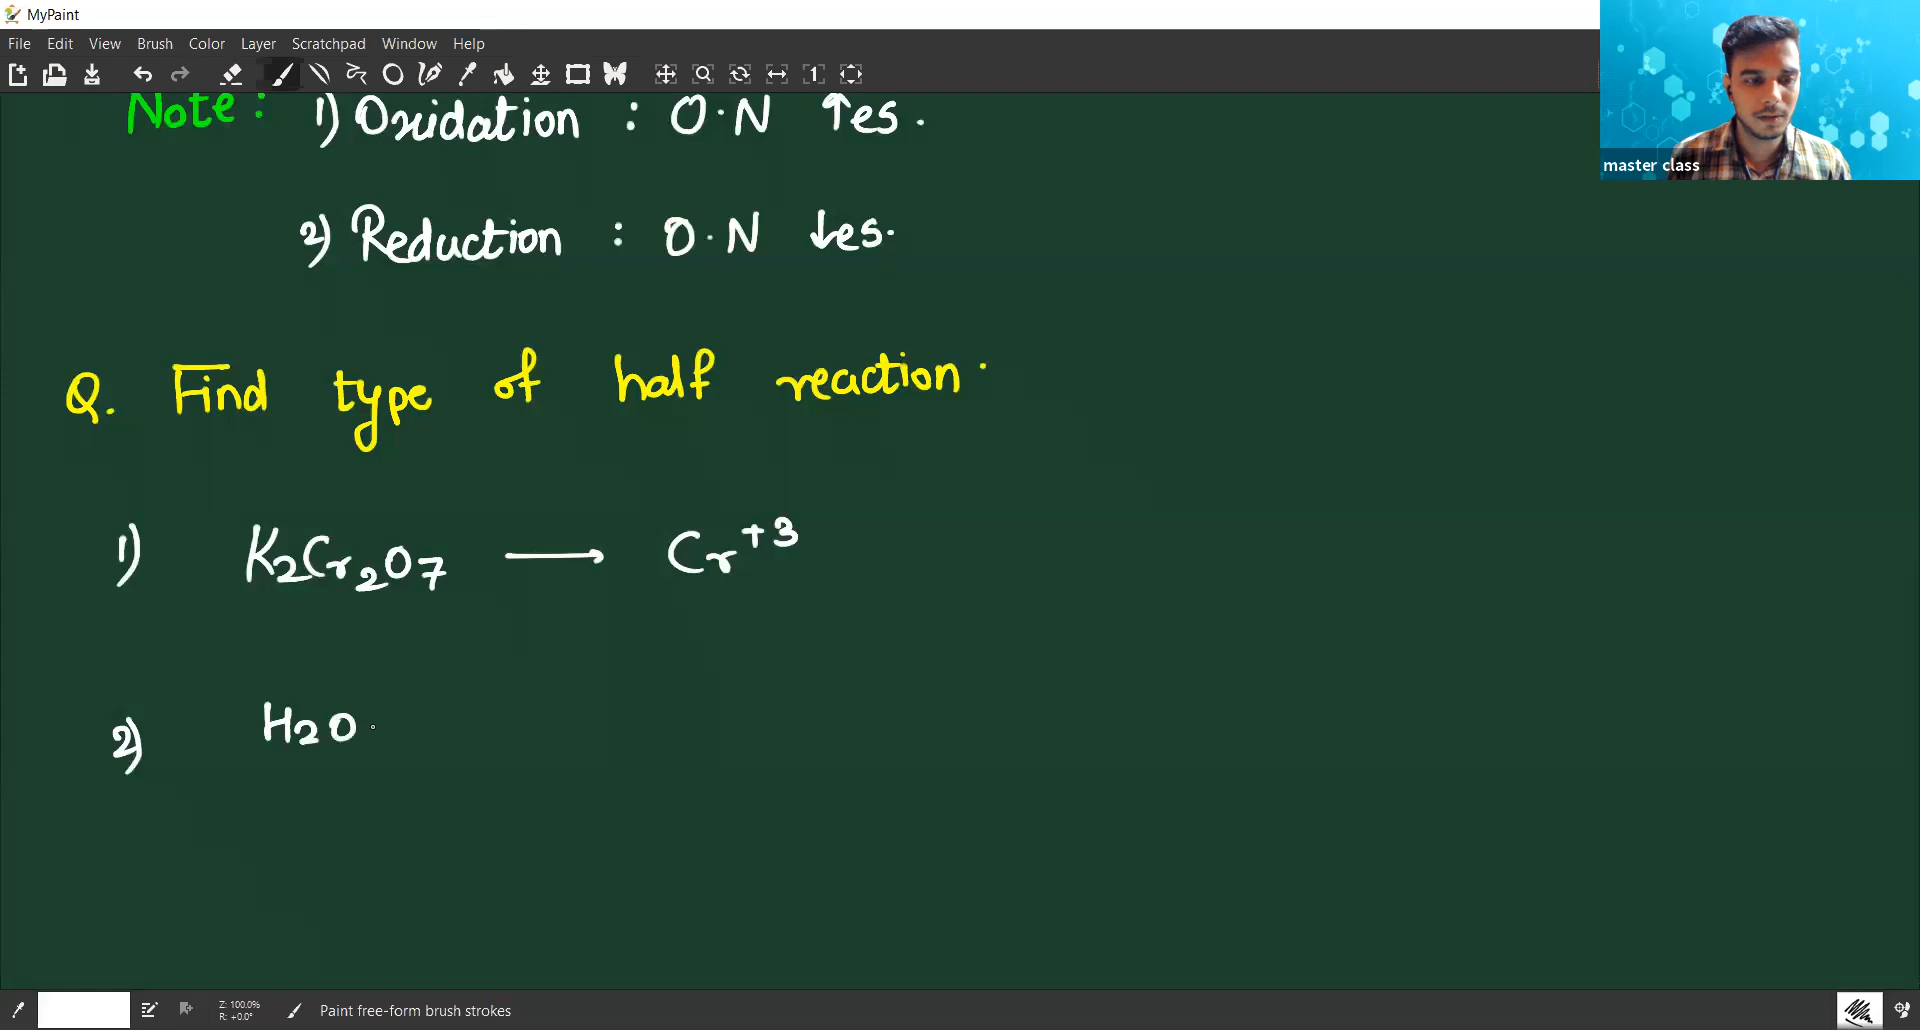 MyPaint
File Edit View Brush Color Layer Scratchpad Window Help
master class
Note: 1) Oxidation : O.N ↑es.
2) Reduction : O.N ↓es.
Q. Find type of half reaction.
1) K₂Cr₂O₇ ⟶ Cr⁺³
2) H₂O
Z: 100.0%
R: +0.0°
Paint free-form brush strokes